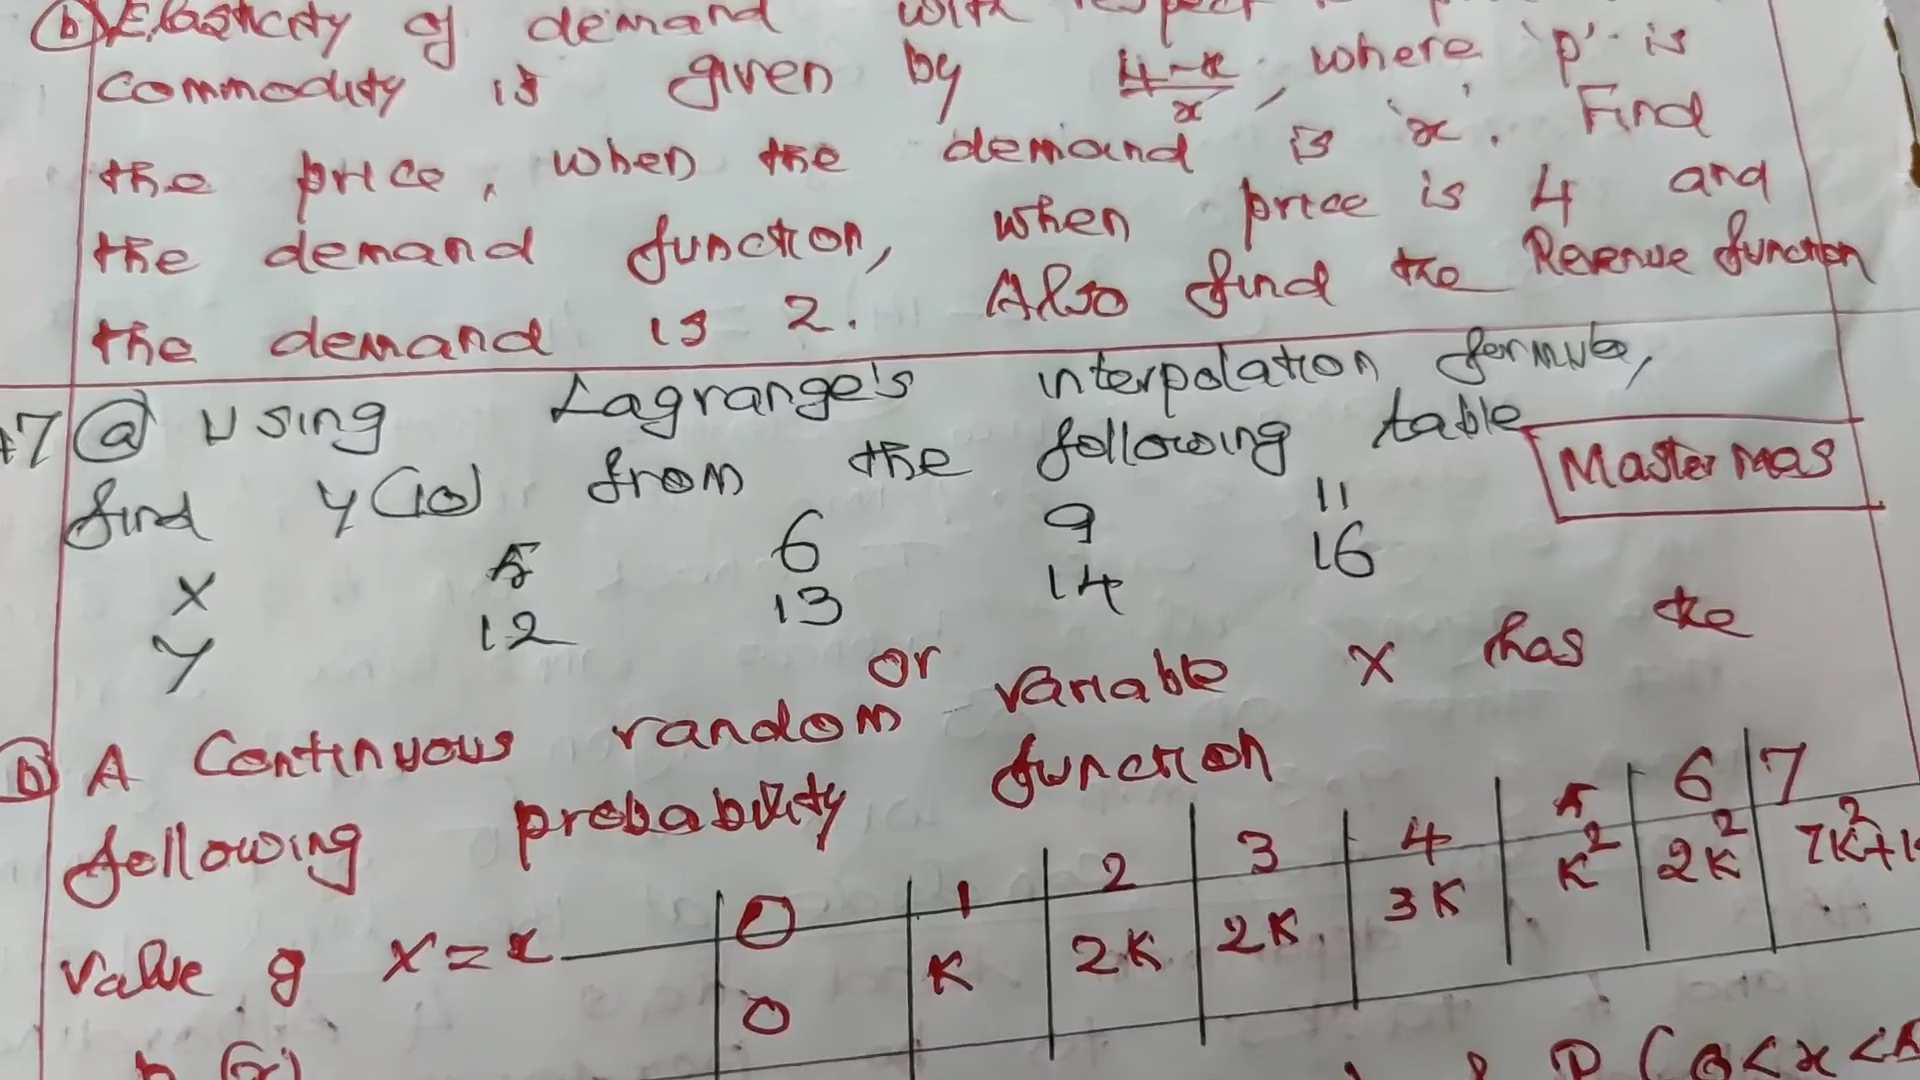 (b) Elasticity of demand with respect
commodity is given by 4-x/x, where 'p' is
the price, when the demand is 'x'. Find
the demand function, when price is 4 and
the demand is 2. Also find the Revenue function
47 (a) Using Lagrange's interpolation formula,
find y(10) from the following table
Master meas
X 5 6 9 11
Y 12 13 14 16
or
(b) A continuous random variable X has the
following probability function
Value of X=x 0 1 2 3 4 5 6 7
0 K 2K 2K 3K K² 2K² 7K²+K
P(x)
P(0<x<